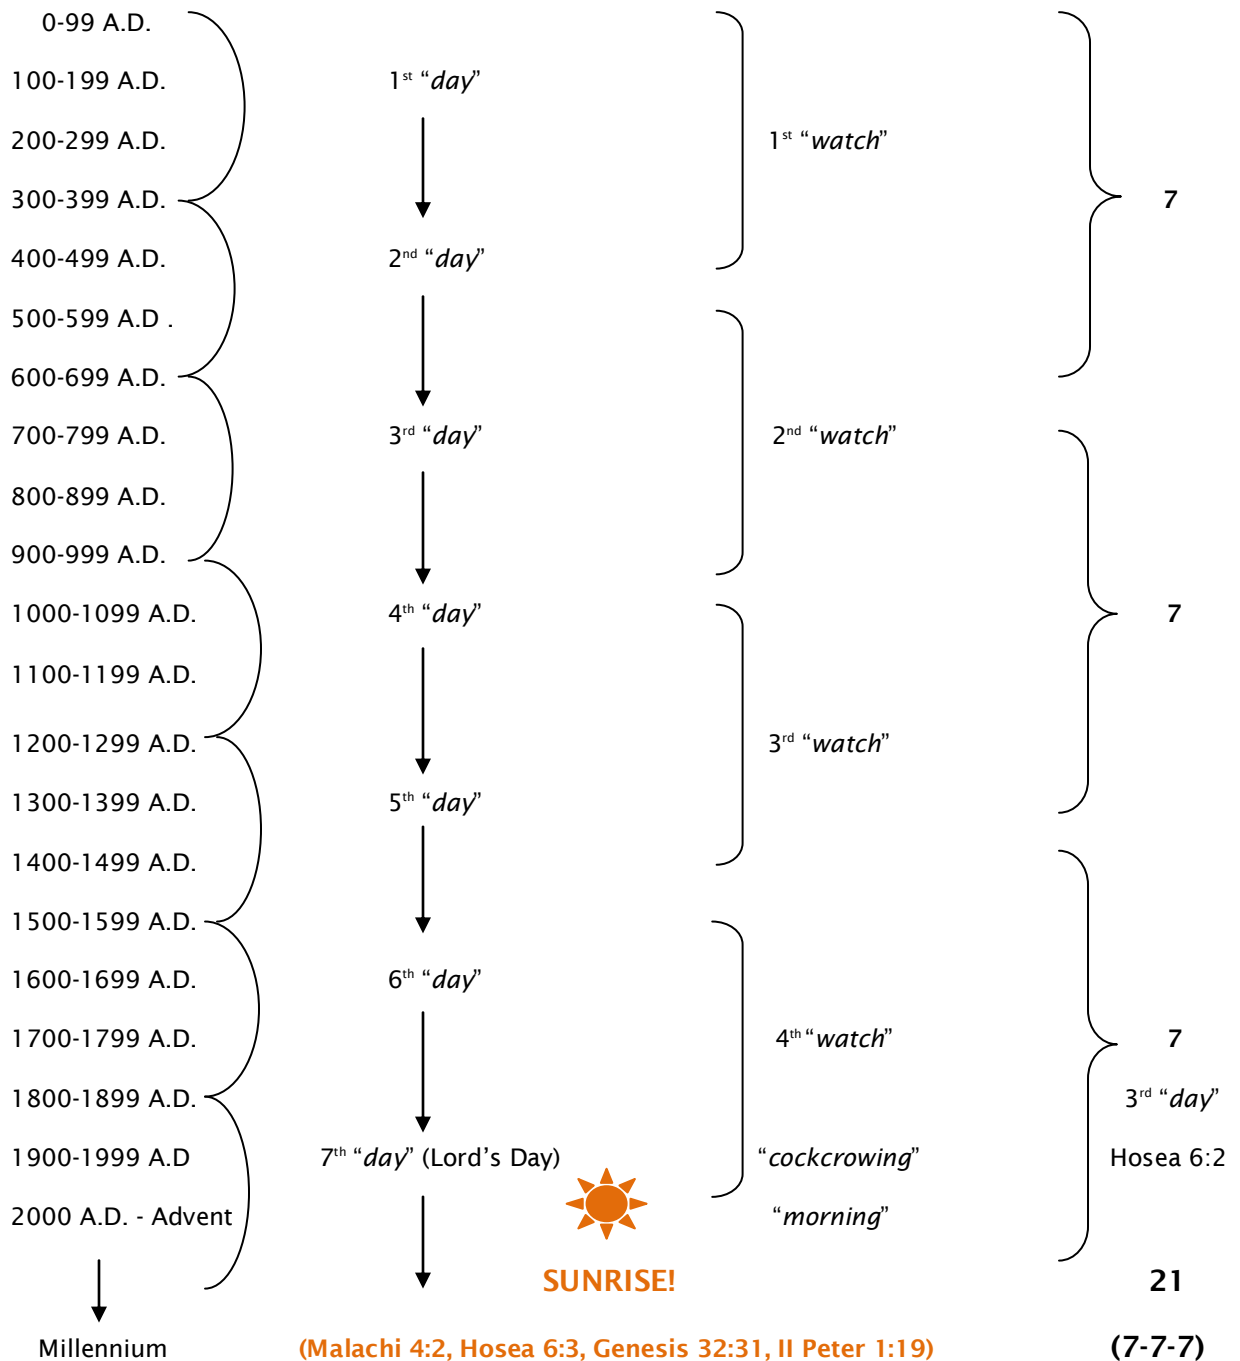 0-99 A.D.
100-199 A.D. 1st “day”
200-299 A.D. 1st “watch”
300-399 A.D. 7
400-499 A.D. 2nd “day”
500-599 A.D .
600-699 A.D.
700-799 A.D. 3rd “day” 2nd “watch”
800-899 A.D.
900-999 A.D.
1000-1099 A.D. 4th “day” 7
1100-1199 A.D.
1200-1299 A.D. 3rd “watch”
1300-1399 A.D. 5th “day”
1400-1499 A.D.
1500-1599 A.D.
1600-1699 A.D. 6th “day”
1700-1799 A.D. 4th “watch” 7
1800-1899 A.D. 3rd “day”
1900-1999 A.D 7th “day” (Lord’s Day) “cockcrowing” Hosea 6:2
2000 A.D. - Advent “morning”
SUNRISE! 21
Millennium (Malachi 4:2, Hosea 6:3, Genesis 32:31, II Peter 1:19) (7-7-7)